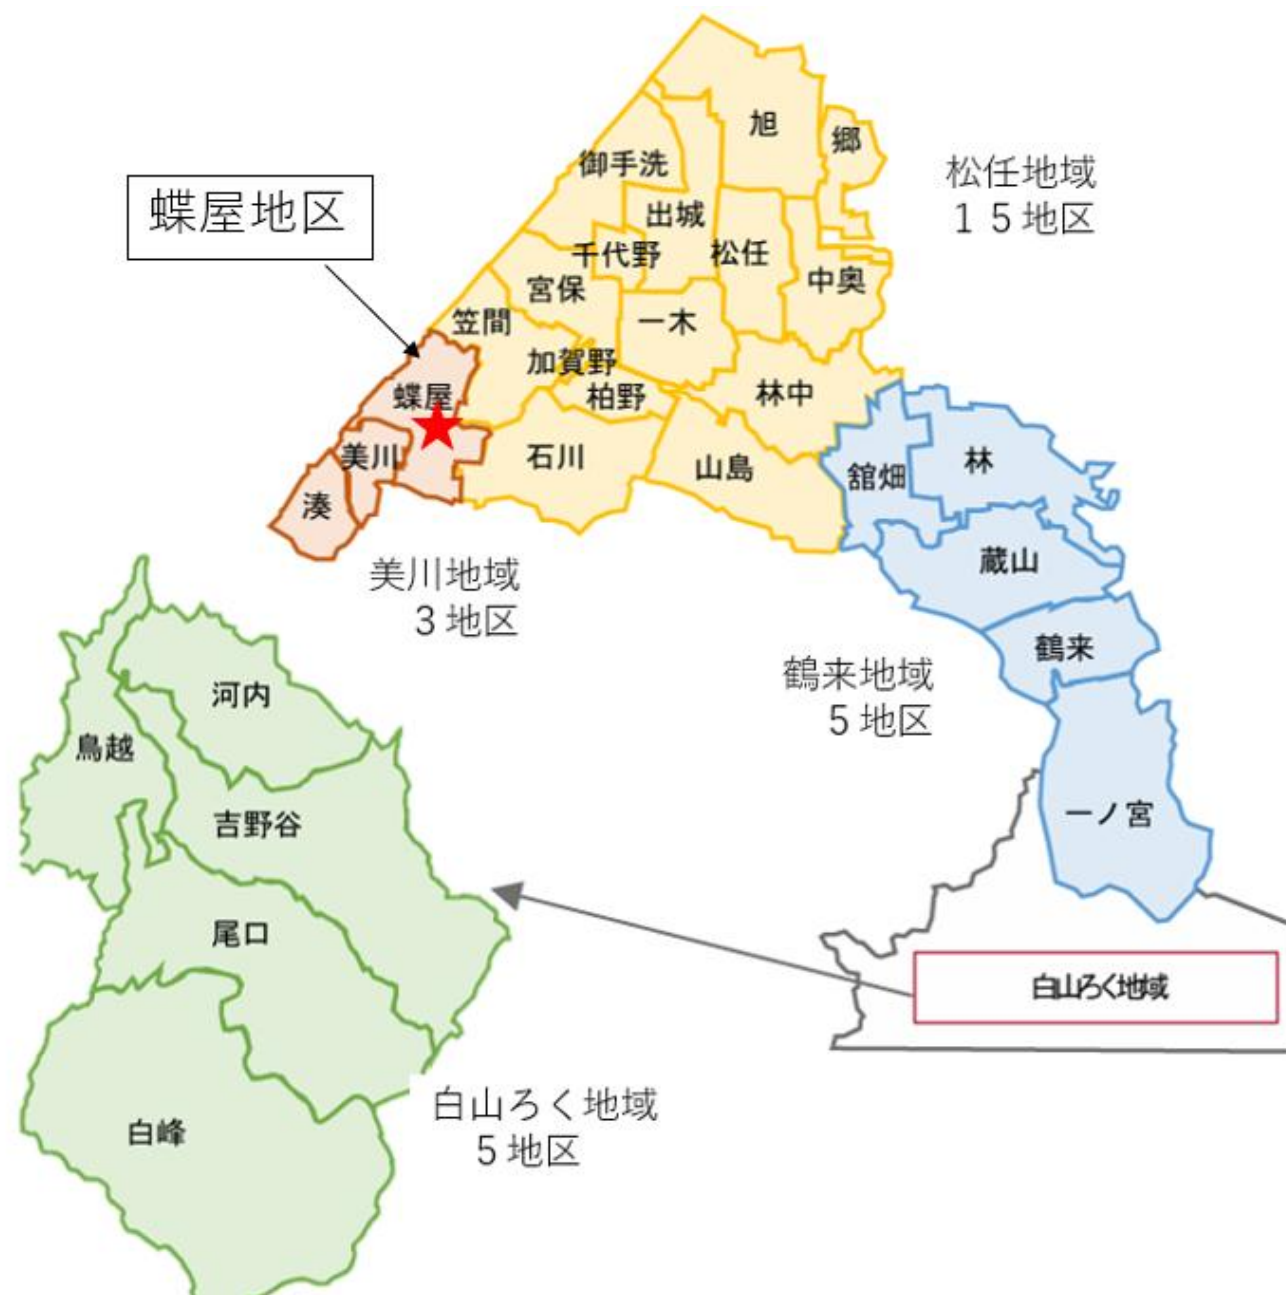 旭
郷
御手洗
松任地域
１５地区
蝶屋地区
出城
千代野
松任
中奥
宮保
笠間
一木
加賀野
蝶屋
柏野
林中
美川
石川
山島
舘畑
林
湊
美川地域
３地区
蔵山
鶴来
鶴来地域
５地区
河内
鳥越
吉野谷
一ノ宮
尾口
白山ろく地域
白峰
白山ろく地域
５地区